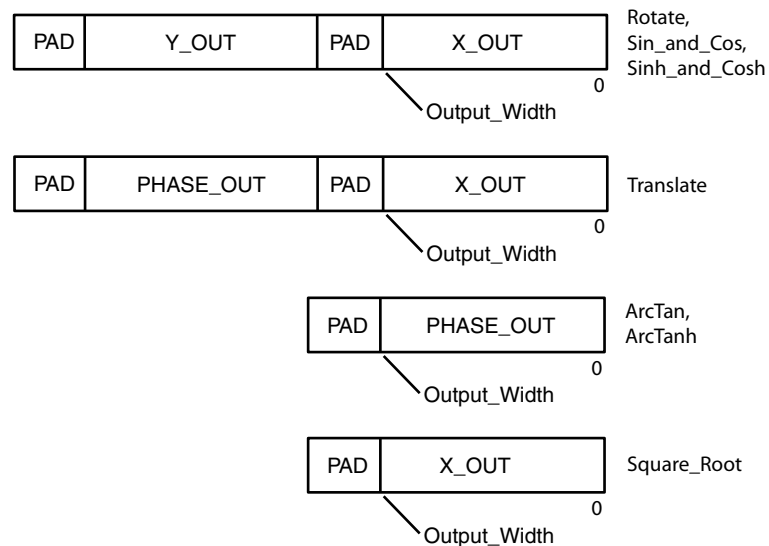 PAD Y_OUT PAD X_OUT
Rotate,
Sin_and_Cos,
Sinh_and_Cosh
0
Output_Width
PAD PHASE_OUT PAD X_OUT
Translate
0
Output_Width
PAD PHASE_OUT
ArcTan,
ArcTanh
0
Output_Width
PAD X_OUT
Square_Root
0
Output_Width